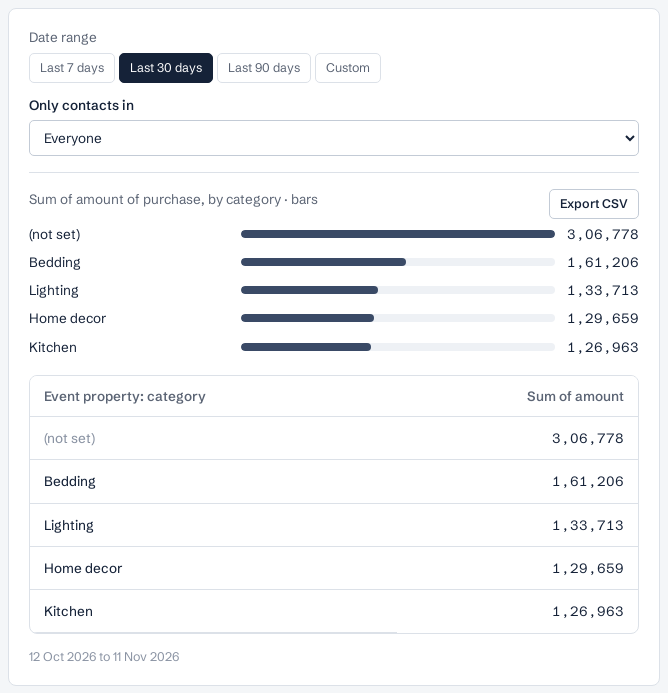 Date range
Last 7 days Last 30 days Last 90 days Custom
Only contacts in
Everyone
Sum of amount of purchase, by category · bars Export CSV
(not set) 3,06,778
Bedding 1,61,206
Lighting 1,33,713
Home decor 1,29,659
Kitchen 1,26,963
Event property: category Sum of amount
(not set) 3,06,778
Bedding 1,61,206
Lighting 1,33,713
Home decor 1,29,659
Kitchen 1,26,963
12 Oct 2026 to 11 Nov 2026